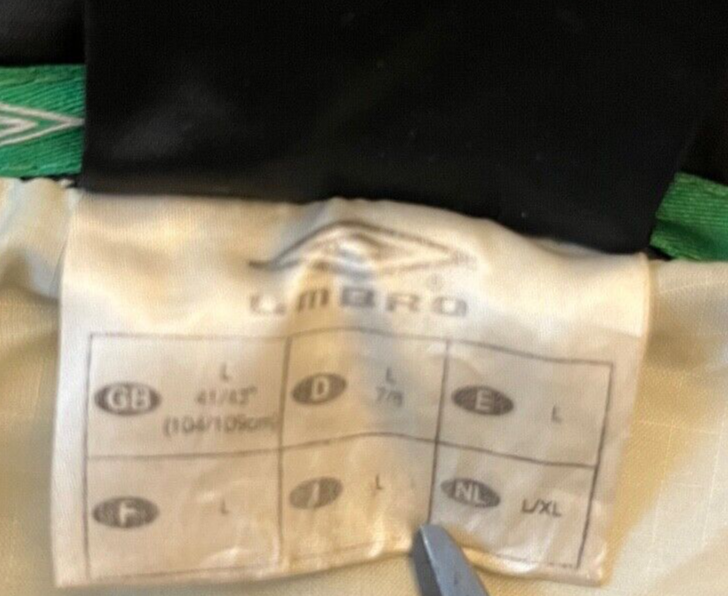 ®
UMBRO
GB L 41/43" (104/109cm)
D L 7/8
E L
F L
J L
NL L/XL